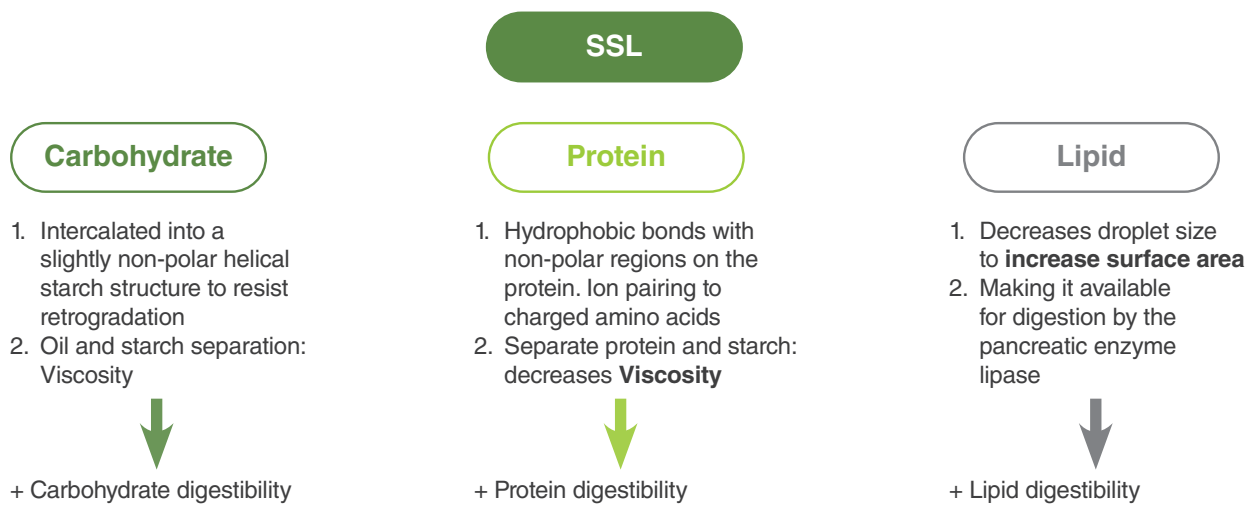 SSL
Carbohydrate
1. Intercalated into a
slightly non-polar helical
starch structure to resist
retrogradation
2. Oil and starch separation:
Viscosity
+ Carbohydrate digestibility
Protein
1. Hydrophobic bonds with
non-polar regions on the
protein. Ion pairing to
charged amino acids
2. Separate protein and starch:
decreases Viscosity
+ Protein digestibility
Lipid
1. Decreases droplet size
to increase surface area
2. Making it available
for digestion by the
pancreatic enzyme
lipase
+ Lipid digestibility